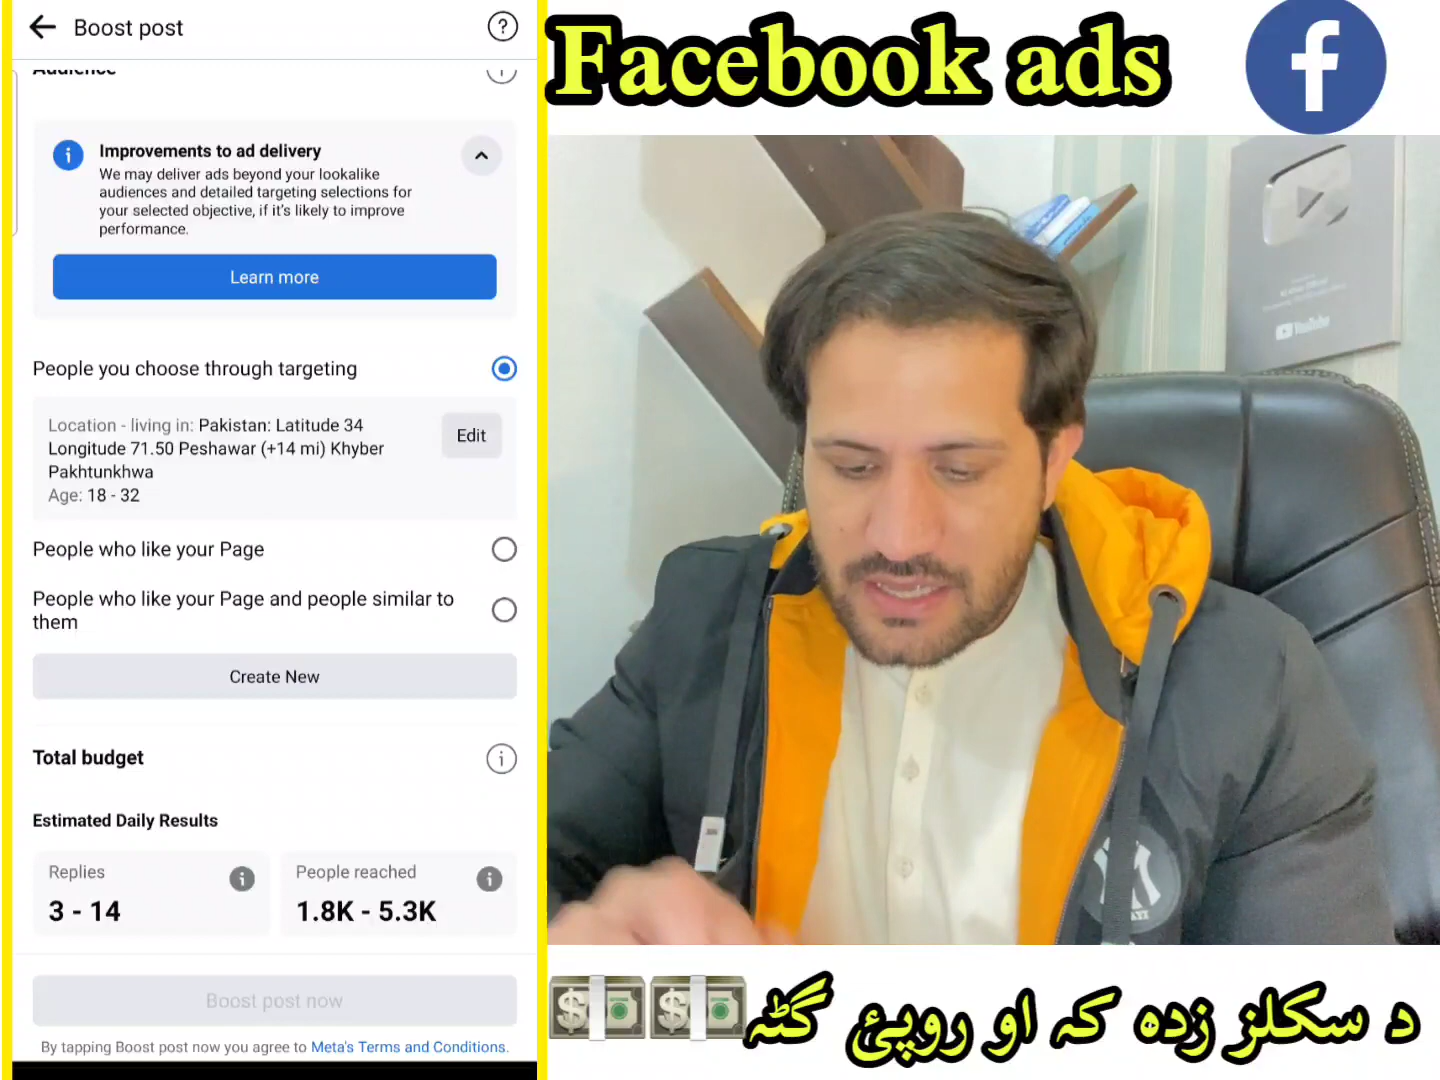 Boost post
Audience
Improvements to ad delivery
We may deliver ads beyond your lookalike
audiences and detailed targeting selections for
your selected objective, if it's likely to improve
performance.
Learn more
People you choose through targeting
Location - living in: Pakistan: Latitude 34
Longitude 71.50 Peshawar (+14 mi) Khyber
Pakhtunkhwa
Age: 18 - 32
Edit
People who like your Page
People who like your Page and people similar to
them
Create New
Total budget
Estimated Daily Results
Replies
3 - 14
People reached
1.8K - 5.3K
Boost post now
By tapping Boost post now you agree to Meta's Terms and Conditions.
Facebook ads
YouTube
د سکلز زده کہ او روپئ گٹہ